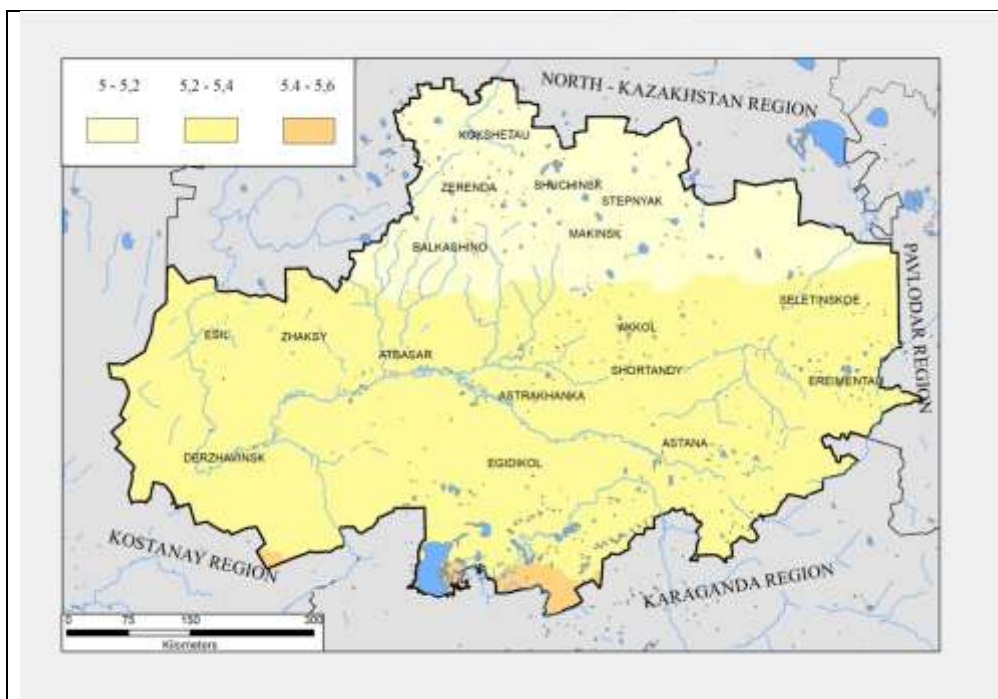 5 - 5,2 5,2 - 5,4 5,4 - 5,6
NORTH - KAZAKHSTAN REGION
KOKSHETAU
ZERENDA
SHUCHINSK
STEPNYAK
MAKINSK
BALKASHINO
PAVLODAR REGION
SELETINSKOE
ESIL
ZHAKSY
AKKOL
ATBASAR
SHORTANDY
EREIMENTAU
ASTRAKHANKA
ASTANA
DERZHAVINSK
EGIDIKOL
KOSTANAY REGION
KARAGANDA REGION
0 75 150 300
Kilometers